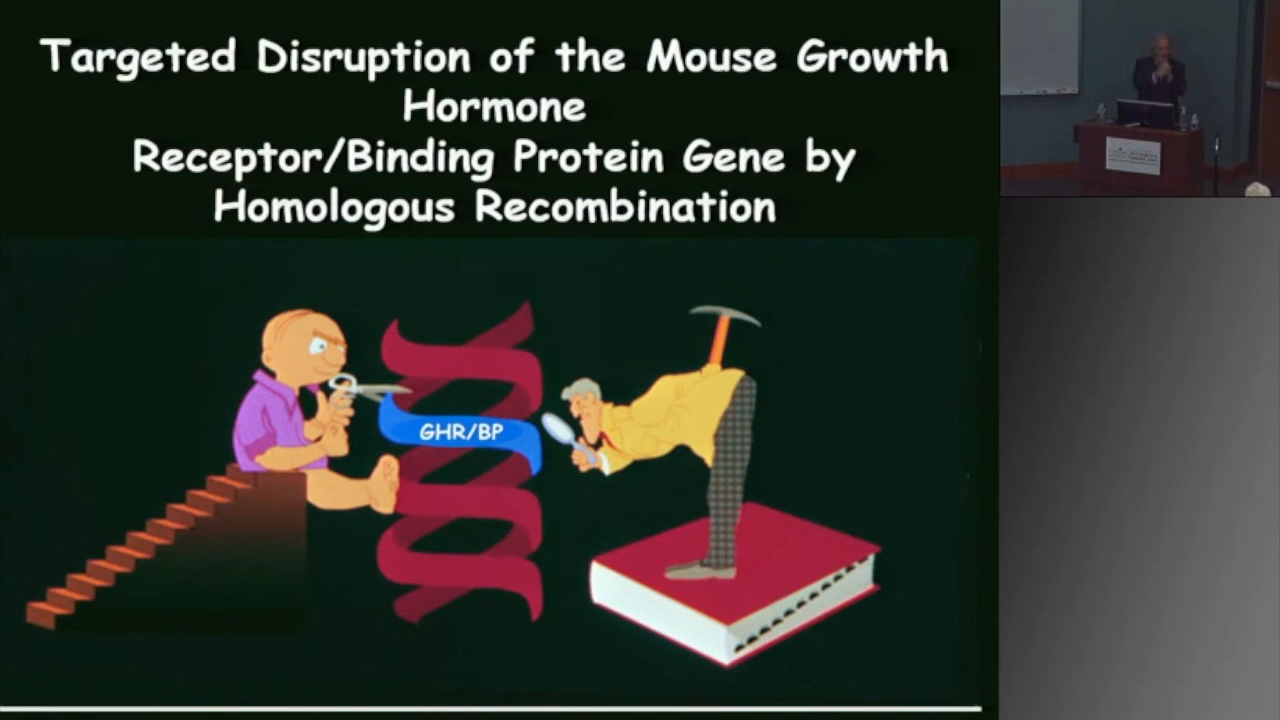 Targeted Disruption of the Mouse Growth
Hormone
Receptor/Binding Protein Gene by
Homologous Recombination
GHR/BP